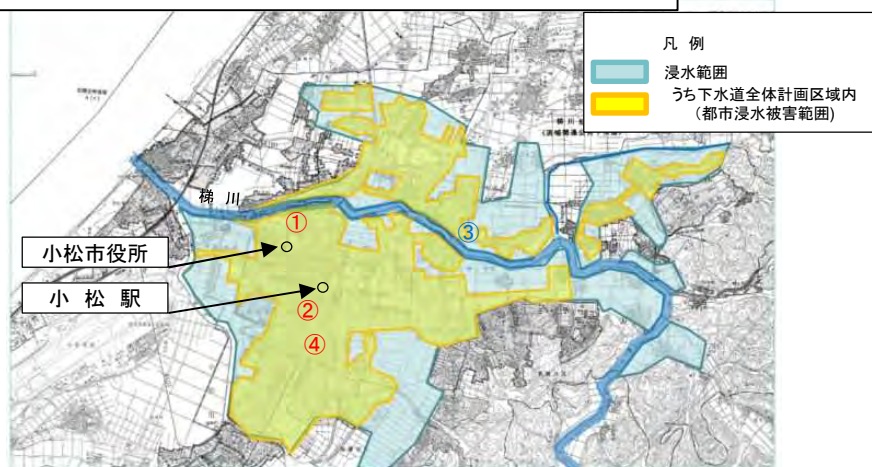 凡 例
浸水範囲
うち下水道全体計画区域内
(都市浸水被害範囲)
梯 川
①
③
小松市役所
小 松 駅
②
④